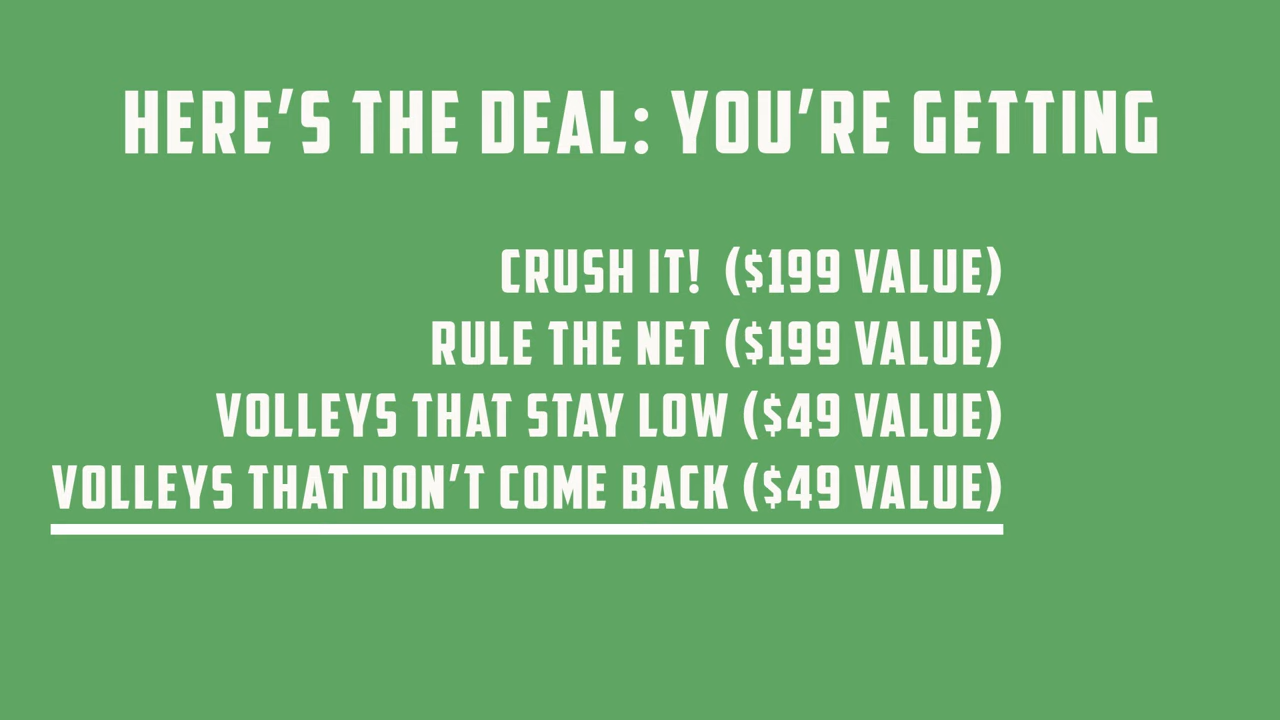 HERE'S THE DEAL: YOU'RE GETTING
CRUSH IT! ($199 VALUE)
RULE THE NET ($199 VALUE)
VOLLEYS THAT STAY LOW ($49 VALUE)
VOLLEYS THAT DON'T COME BACK ($49 VALUE)